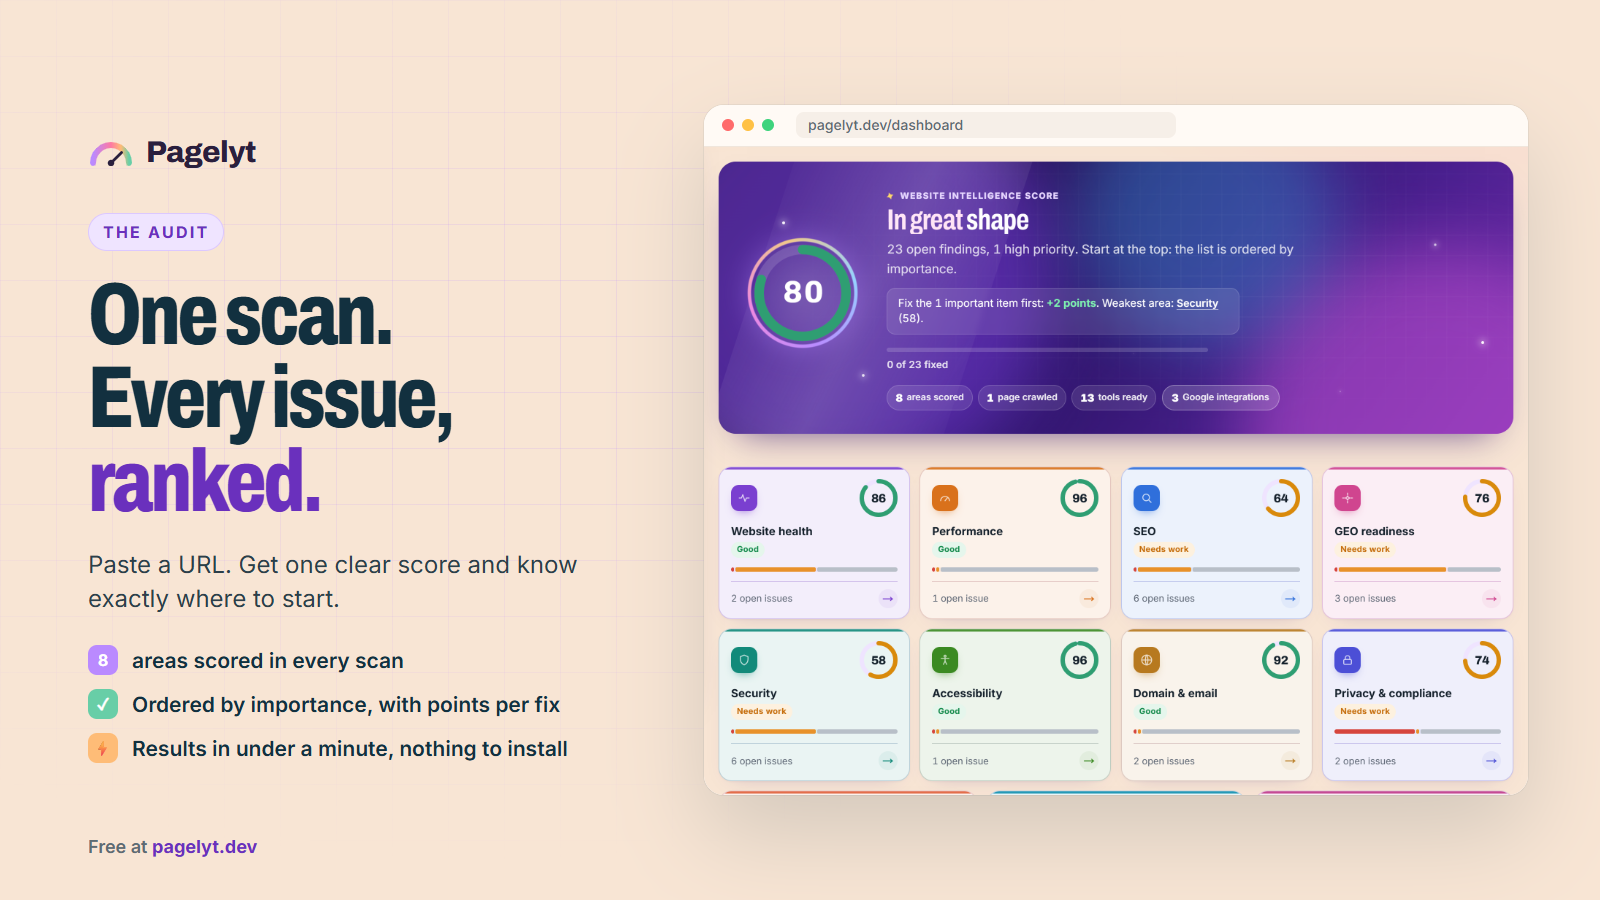 Pagelyt
THE AUDIT
One scan.
Every issue,
ranked.
Paste a URL. Get one clear score and know
exactly where to start.
8 areas scored in every scan
✓ Ordered by importance, with points per fix
Results in under a minute, nothing to install
Free at pagelyt.dev
pagelyt.dev/dashboard
80
WEBSITE INTELLIGENCE SCORE
In great shape
23 open findings, 1 high priority. Start at the top: the list is ordered by
importance.
Fix the 1 important item first: +2 points. Weakest area: Security
(58).
0 of 23 fixed
8 areas scored
1 page crawled
13 tools ready
3 Google integrations
86
Website health
Good
2 open issues
→
96
Performance
Good
1 open issue
→
64
SEO
Needs work
6 open issues
→
76
GEO readiness
Needs work
3 open issues
→
58
Security
Needs work
6 open issues
→
96
Accessibility
Good
1 open issue
→
92
Domain & email
Good
2 open issues
→
74
Privacy & compliance
Needs work
2 open issues
→